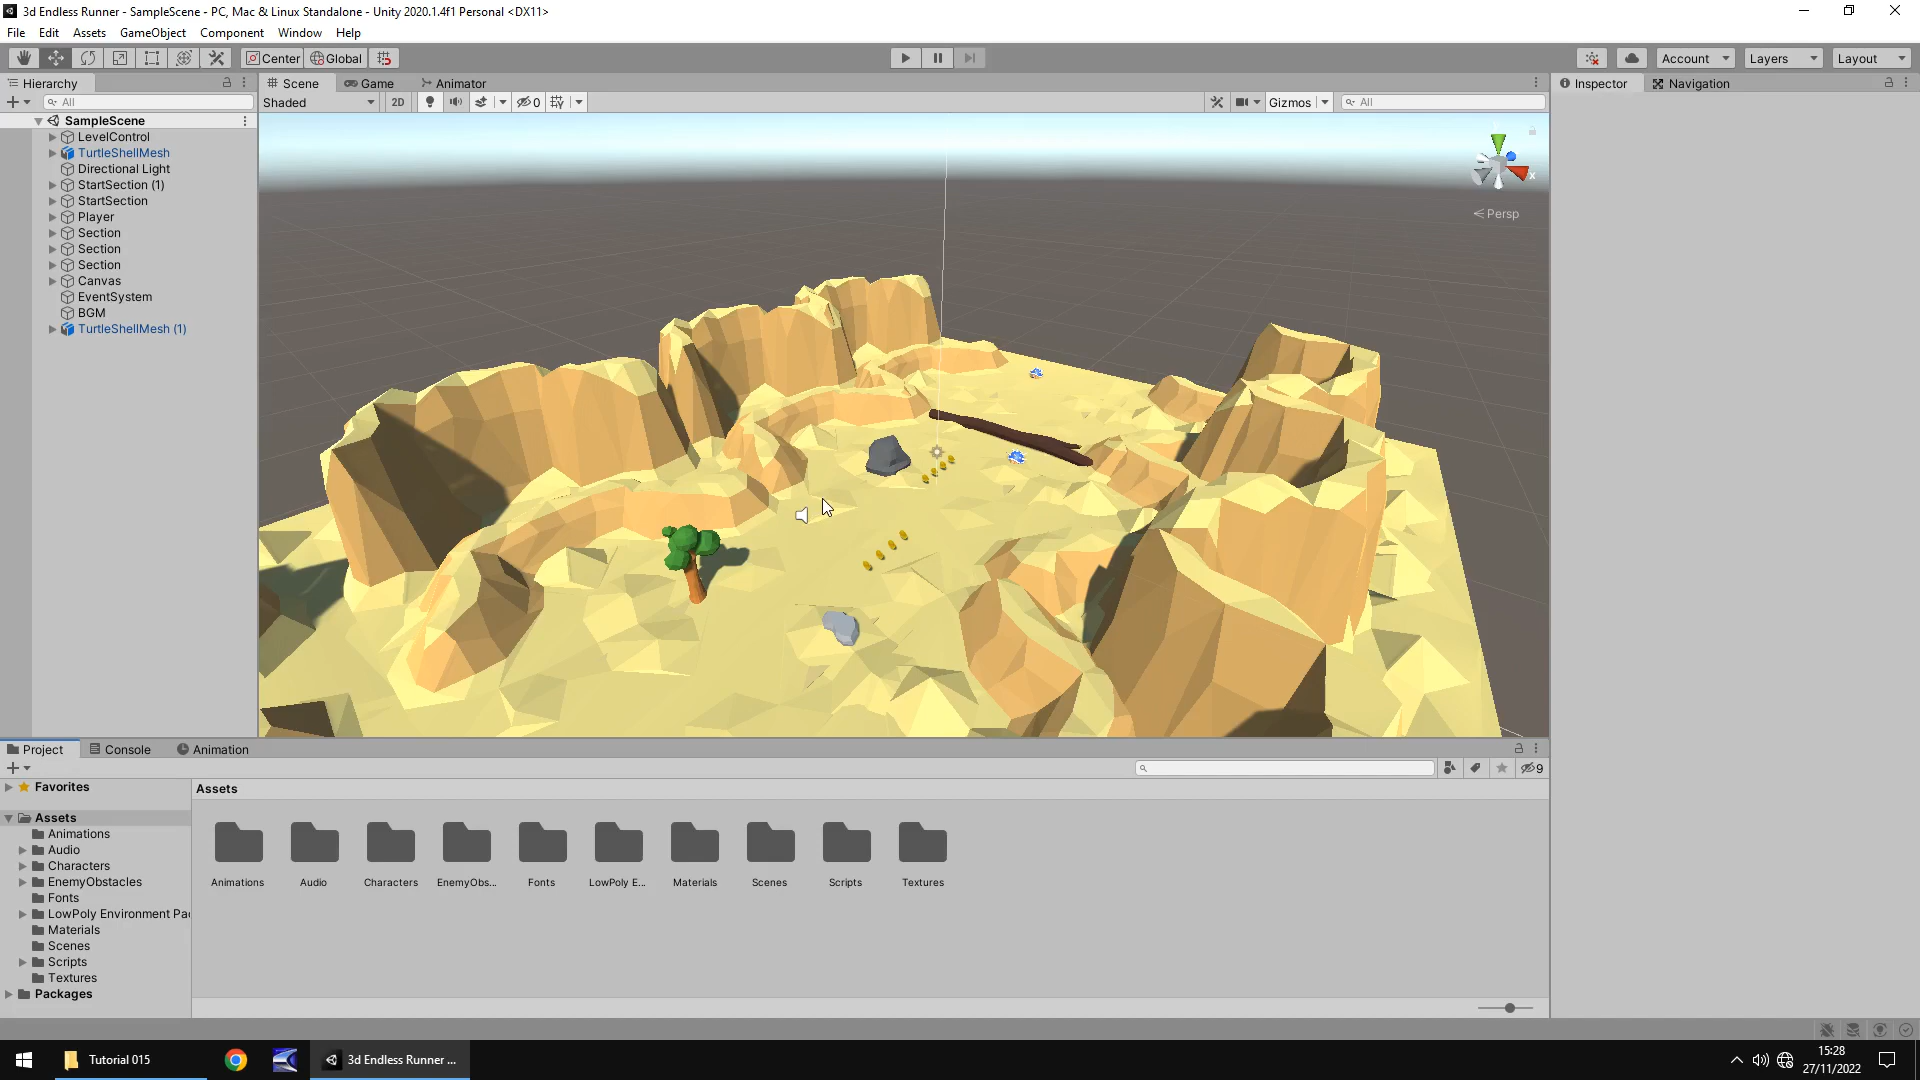 3d Endless Runner - SampleScene - PC, Mac & Linux Standalone - Unity 2020.1.4f1 Personal <DX11>
File Edit Assets GameObject Component Window Help
Center Global Account Layers Layout
Hierarchy Scene Game Animator Inspector Navigation
All Shaded 2D 0 Gizmos All
SampleScene
LevelControl
TurtleShellMesh
Directional Light
StartSection (1)
StartSection
Player
Section
Section
Section
Canvas
EventSystem
BGM
TurtleShellMesh (1)
x
Persp
Project Console Animation
9
Favorites
Assets
Animations
Audio
Characters
EnemyObstacles
Fonts
LowPoly Environment Pac
Materials
Scenes
Scripts
Textures
Packages
Assets
Animations Audio Characters EnemyObs... Fonts LowPoly E... Materials Scenes Scripts Textures
Tutorial 015
3d Endless Runner ...
15:28
27/11/2022